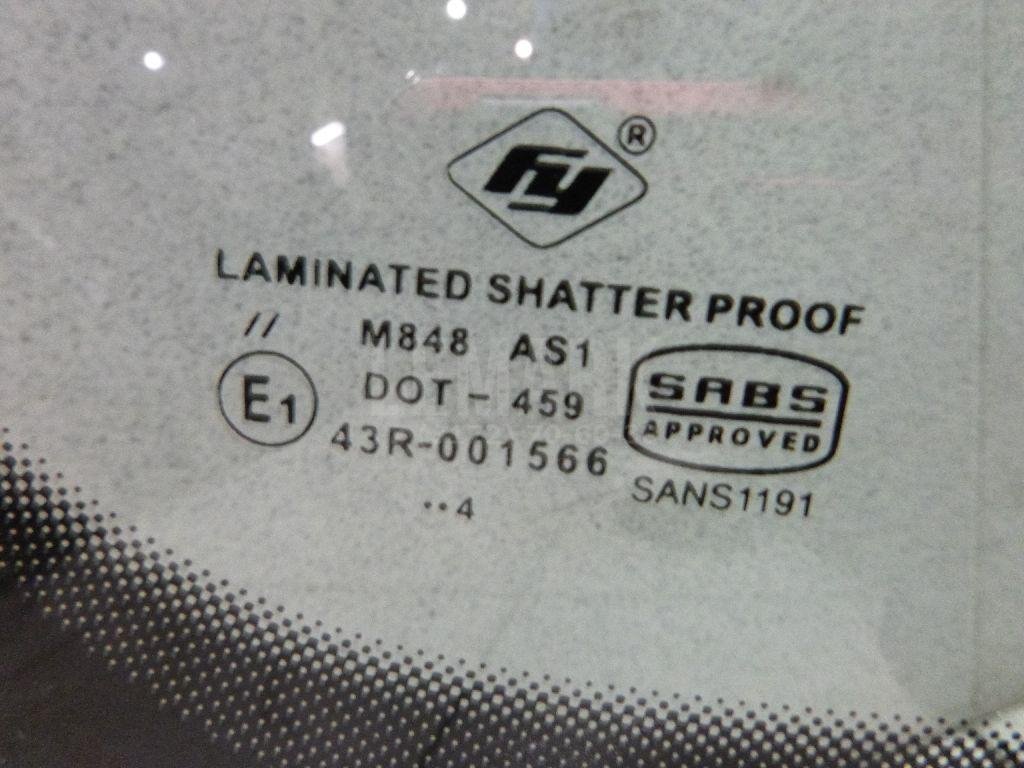 FY ®
LAMINATED SHATTER PROOF
// M848 AS1
E1 DOT - 459
43R-001566
SABS
APPROVED
SANS1191
··4